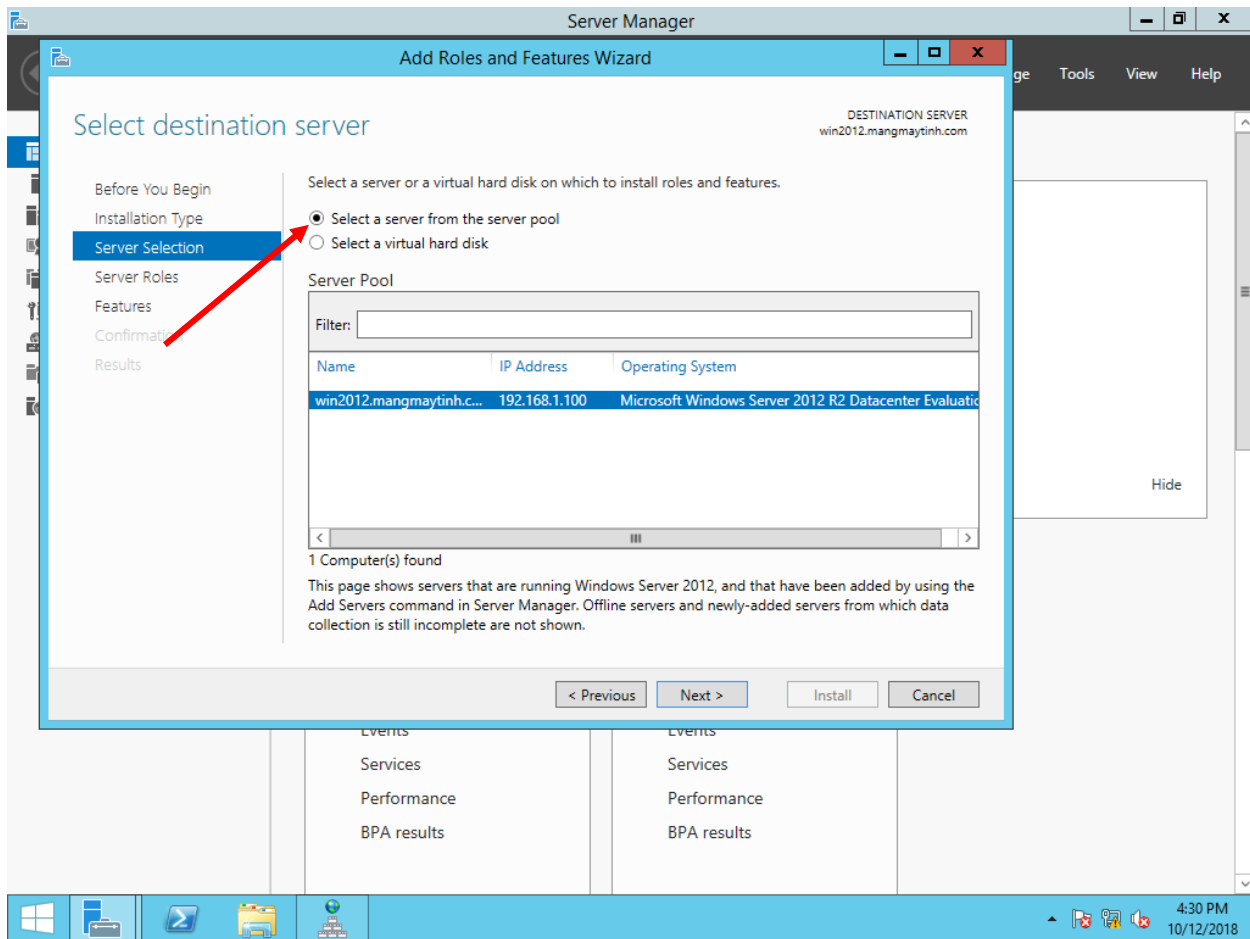 Server Manager
Add Roles and Features Wizard
Tools View Help
Select destination server
DESTINATION SERVER
win2012.mangmaytinh.com
Before You Begin
Installation Type
Server Selection
Server Roles
Features
Results
Select a server or a virtual hard disk on which to install roles and features.
Select a server from the server pool
Select a virtual hard disk
Server Pool
Filter:
Name IP Address Operating System
win2012.mangmaytinh.c... 192.168.1.100 Microsoft Windows Server 2012 R2 Datacenter
1 Computer(s) found
This page shows servers that are running Windows Server 2012, and that have been added by using the
Add Servers command in Server Manager. Offline servers and newly-added servers from which data
collection is still incomplete are not shown.
< Previous Next > Install Cancel
Hide
Events Events
Services Services
Performance Performance
BPA results BPA results
4:30 PM
10/12/2018